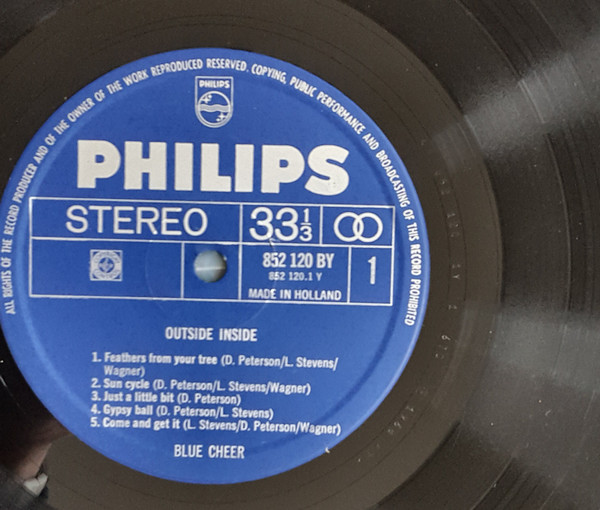 ALL RIGHTS OF THE RECORD PRODUCER AND OF THE OWNER OF THE WORK REPRODUCED RESERVED. COPYING, PUBLIC PERFORMANCE AND BROADCASTING OF THIS RECORD PROHIBITED
PHILIPS
PHILIPS
STEREO 33 1/3
852 120 BY 1
852 120.1 Y
MADE IN HOLLAND
OUTSIDE INSIDE
1. Feathers from your tree (D. Peterson/L. Stevens/
Wagner)
2. Sun cycle (D. Peterson/L. Stevens/Wagner)
3. Just a little bit (D. Peterson)
4. Gypsy ball (D. Peterson/L. Stevens)
5. Come and get it (L. Stevens/D. Peterson/Wagner)
BLUE CHEER